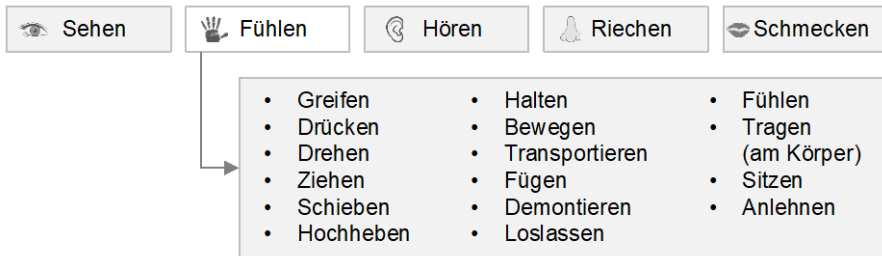 Sehen
Fühlen
Hören
Riechen
Schmecken
• Greifen
• Drücken
• Drehen
• Ziehen
• Schieben
• Hochheben
• Halten
• Bewegen
• Transportieren
• Fügen
• Demontieren
• Loslassen
• Fühlen
• Tragen
(am Körper)
• Sitzen
• Anlehnen